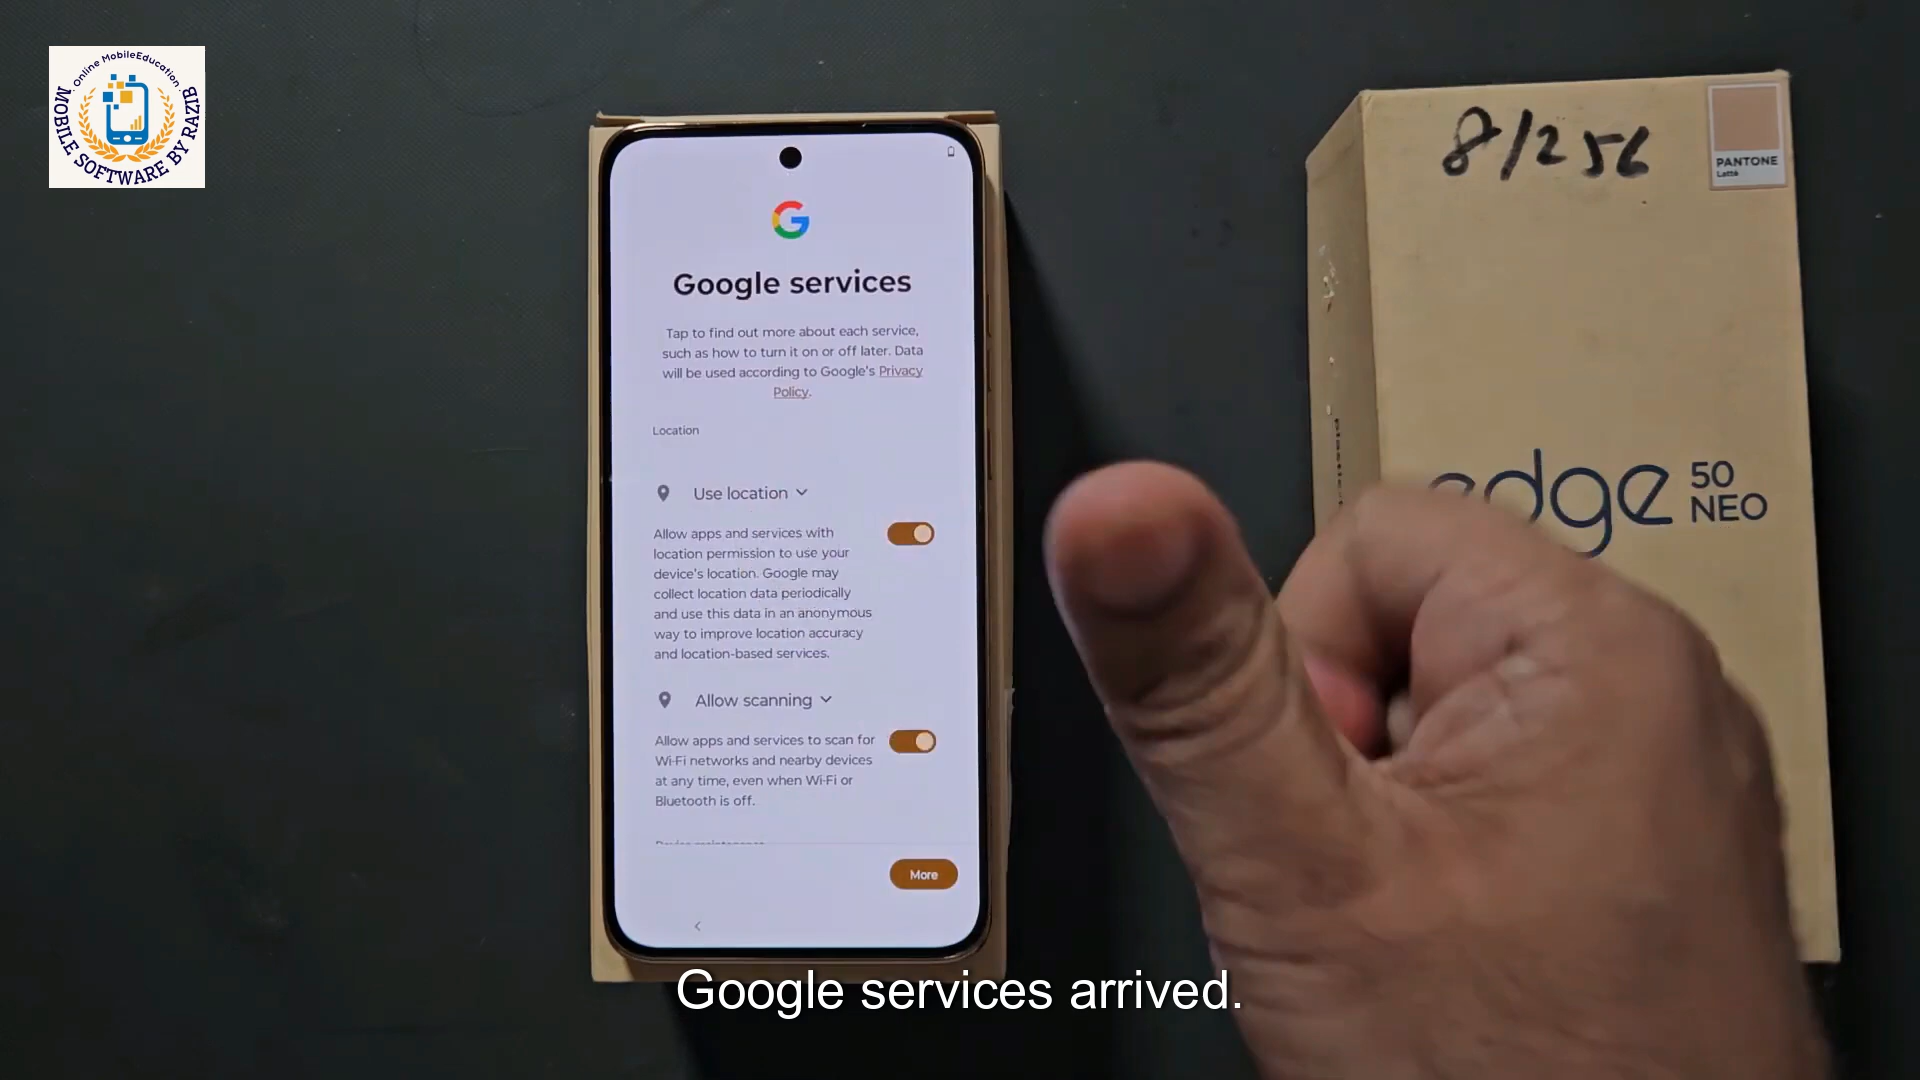 Online MobileEducation
MOBILE SOFTWARE BY RAZIB
8/256
PANTONE
Latte
edge 50
NEO
Google services
Tap to find out more about each service,
such as how to turn it on or off later. Data
will be used according to Google's Privacy
Policy.
Location
Use location
Allow apps and services with
location permission to use your
device's location. Google may
collect location data periodically
and use this data in an anonymous
way to improve location accuracy
and location-based services.
Allow scanning
Allow apps and services to scan for
Wi-Fi networks and nearby devices
at any time, even when Wi-Fi or
Bluetooth is off.
More
Google services arrived.